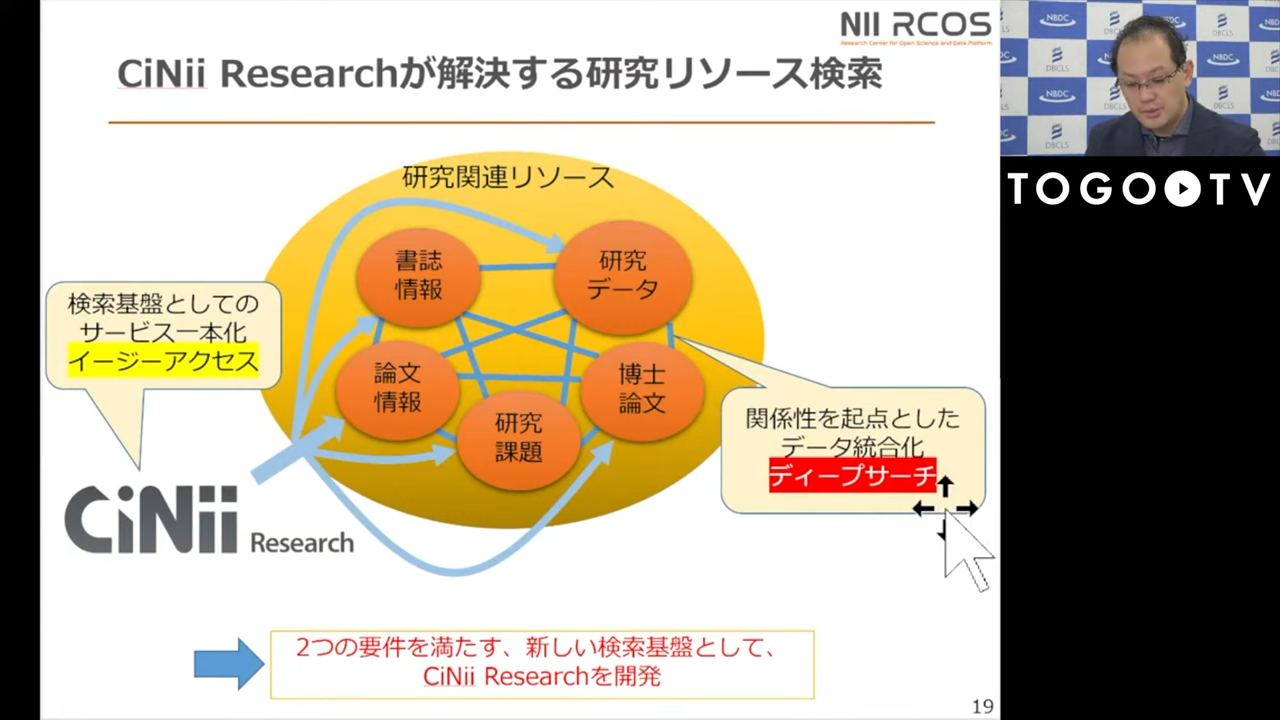 NII RCOS
Research Center for Open Science and Data Platform
CiNii Researchが解決する研究リソース検索
研究関連リソース
書誌
情報
研究
データ
検索基盤としての
サービス一本化
イージーアクセス
論文
情報
博士
論文
研究
課題
関係性を起点とした
データ統合化
ディープサーチ
CiNii Research
2つの要件を満たす、新しい検索基盤として、
CiNii Researchを開発
19
NBDC
DBCLS
NBDC
DBCLS
NBDC
NBDC
DBCLS
TOGO TV